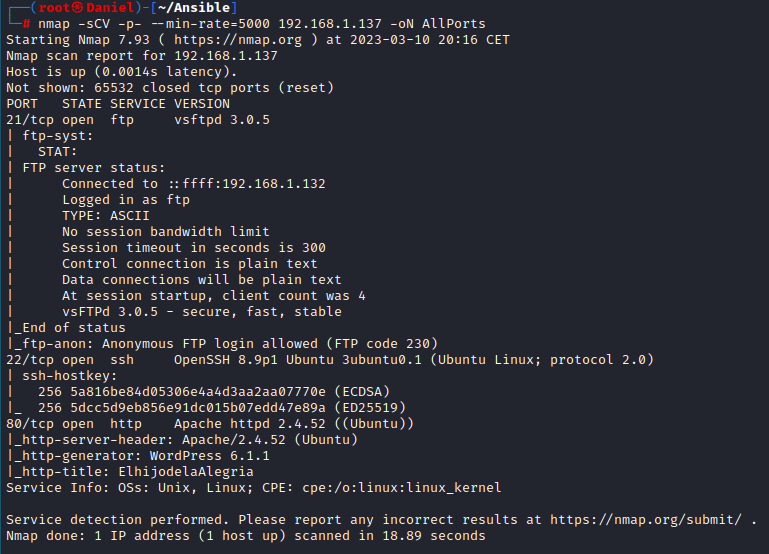 ┌──(root㉿Daniel)-[~/Ansible]
└─# nmap -sCV -p- --min-rate=5000 192.168.1.137 -oN AllPorts
Starting Nmap 7.93 ( https://nmap.org ) at 2023-03-10 20:16 CET
Nmap scan report for 192.168.1.137
Host is up (0.0014s latency).
Not shown: 65532 closed tcp ports (reset)
PORT   STATE SERVICE VERSION
21/tcp open  ftp     vsftpd 3.0.5
| ftp-syst:
|   STAT:
| FTP server status:
|      Connected to ::ffff:192.168.1.132
|      Logged in as ftp
|      TYPE: ASCII
|      No session bandwidth limit
|      Session timeout in seconds is 300
|      Control connection is plain text
|      Data connections will be plain text
|      At session startup, client count was 4
|      vsFTPd 3.0.5 - secure, fast, stable
|_End of status
|_ftp-anon: Anonymous FTP login allowed (FTP code 230)
22/tcp open  ssh     OpenSSH 8.9p1 Ubuntu 3ubuntu0.1 (Ubuntu Linux; protocol 2.0)
| ssh-hostkey:
|   256 5a816be84d05306e4a4d3aa2aa07770e (ECDSA)
|_  256 5dcc5d9eb856e91dc015b07edd47e89a (ED25519)
80/tcp open  http    Apache httpd 2.4.52 ((Ubuntu))
|_http-server-header: Apache/2.4.52 (Ubuntu)
|_http-generator: WordPress 6.1.1
|_http-title: ElhijodelaAlegria
Service Info: OSs: Unix, Linux; CPE: cpe:/o:linux:linux_kernel

Service detection performed. Please report any incorrect results at https://nmap.org/submit/ .
Nmap done: 1 IP address (1 host up) scanned in 18.89 seconds